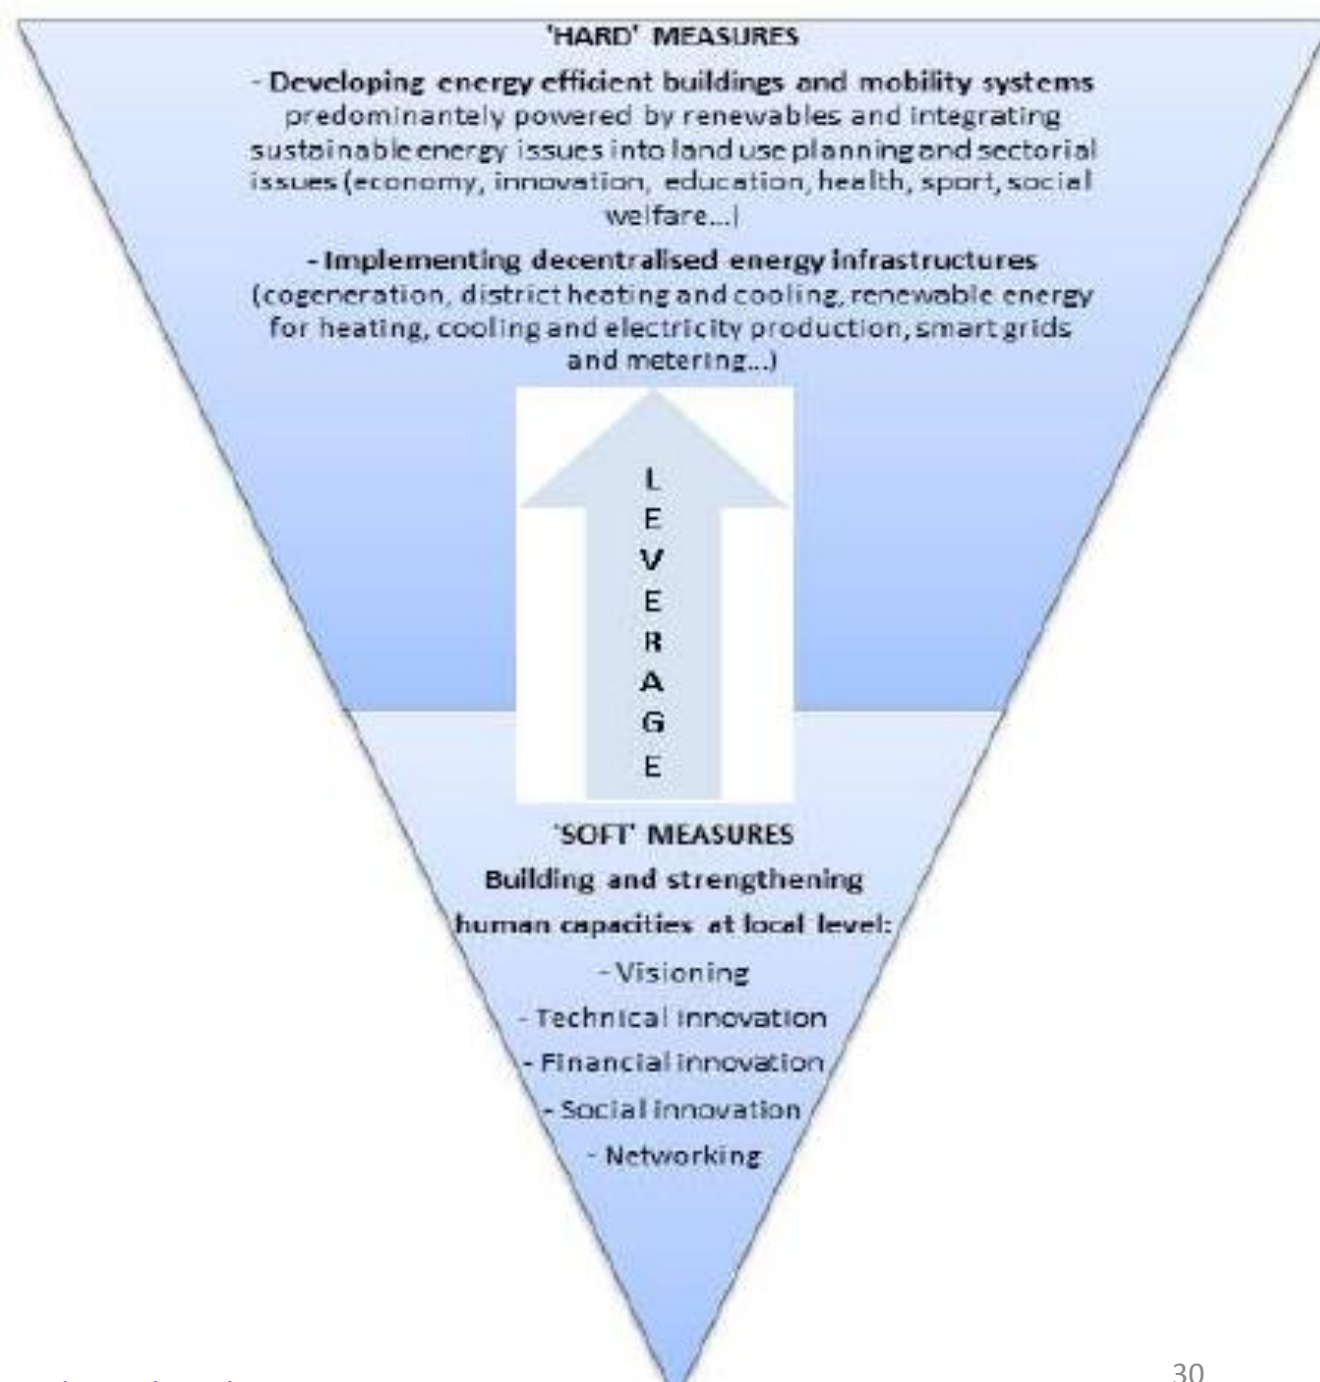 'HARD' MEASURES
- Developing energy efficient buildings and mobility systems
predominantely powered by renewables and integrating
sustainable energy issues into land use planning and sectorial
issues (economy, innovation, education, health, sport, social
welfare...)
- Implementing decentralised energy infrastructures
(cogeneration, district heating and cooling, renewable energy
for heating, cooling and electricity production, smart grids
and metering...)
L
E
V
E
R
A
G
E
'SOFT' MEASURES
Building and strengthening
human capacities at local level:
- Visioning
- Technical innovation
- Financial innovation
- Social innovation
- Networking
30